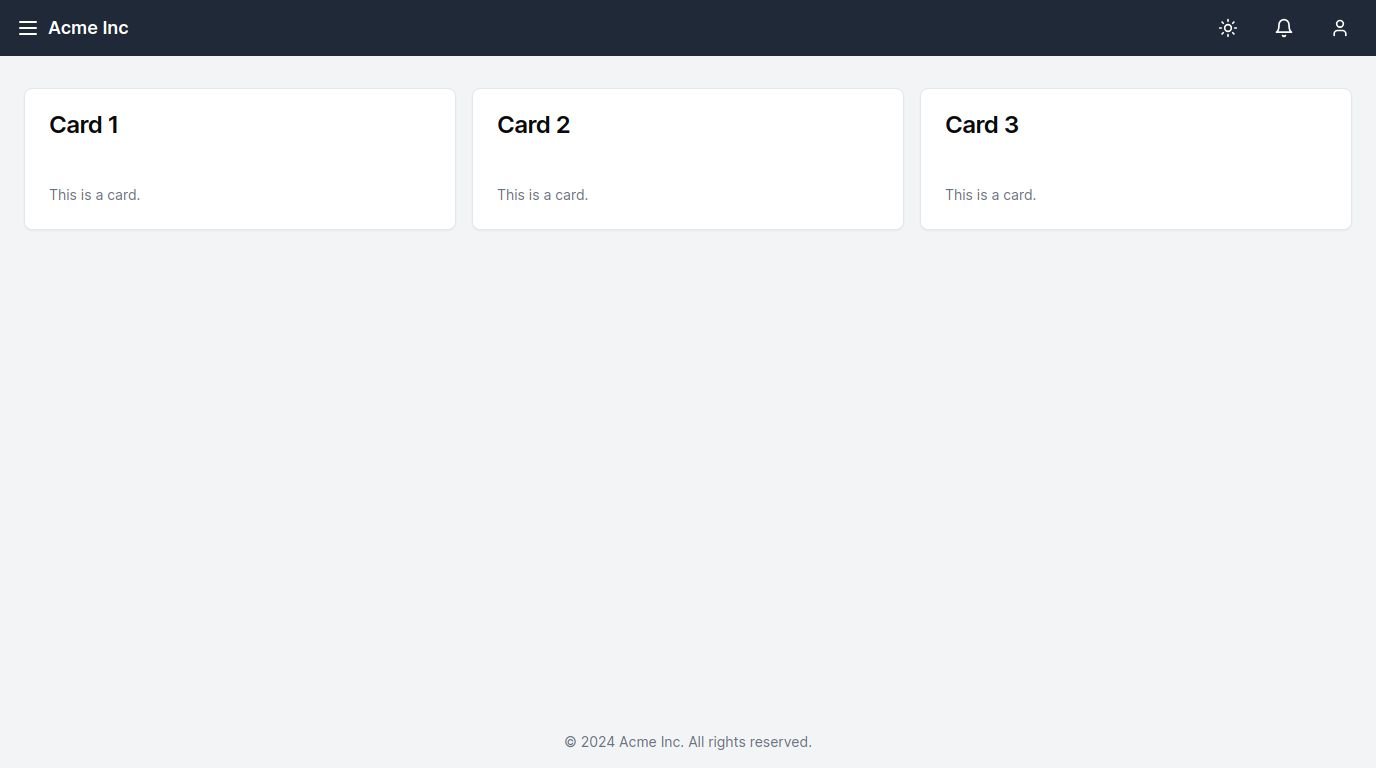 Acme Inc
Card 1
This is a card.
Card 2
This is a card.
Card 3
This is a card.
© 2024 Acme Inc. All rights reserved.